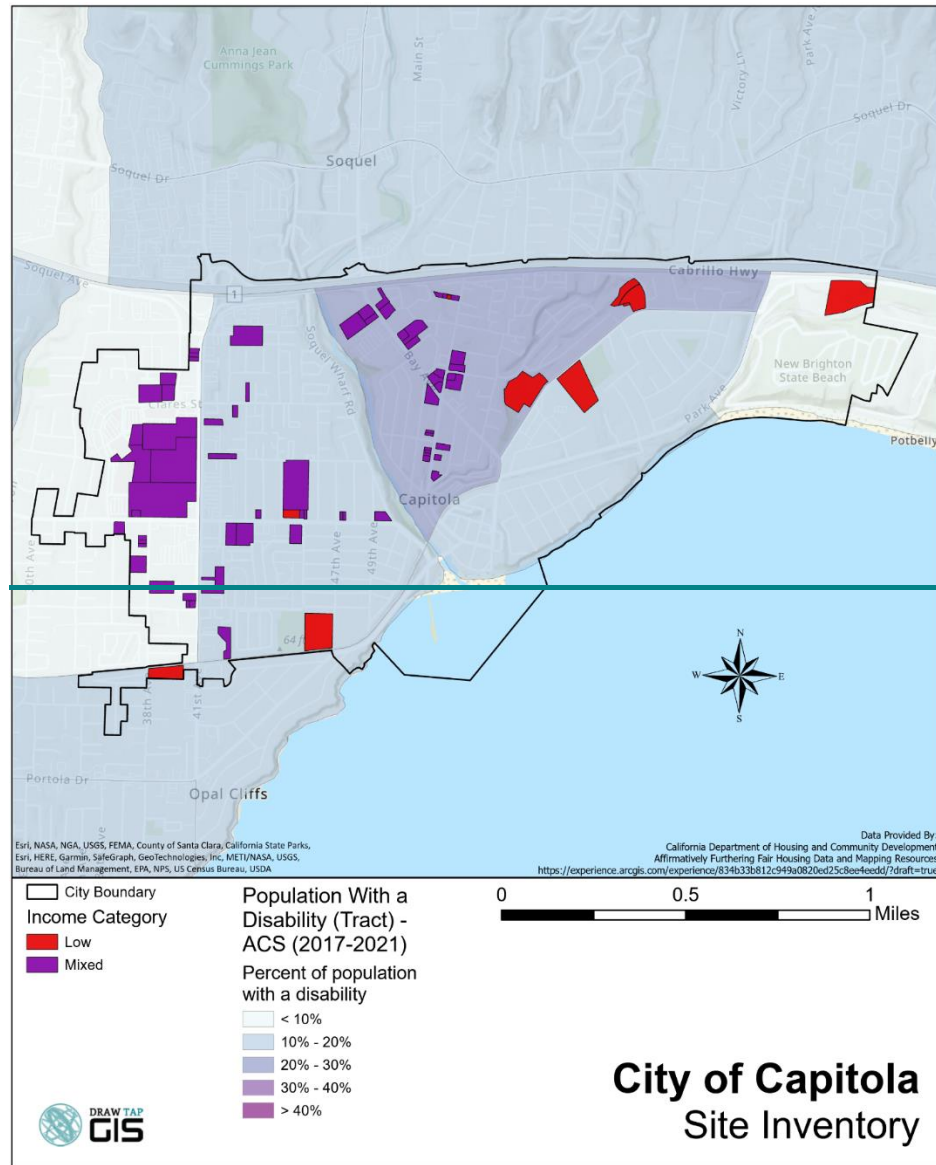 Anna Jean
Cummings Park
Main St
Victory Ln
Park Ave
Soquel Dr
Soquel
Soquel Dr
Soquel Ave
1
Cabrillo Hwy
Soquel Wharf Rd
Bay A
New Brighton
State Beach
Clares St
Park Ave
Potbelly
Capitola
30th Ave
47th Ave
49th Ave
64 ft
38th Ave
41st
N
W E
S
Portola Dr
Opal Cliffs
Esri, NASA, NGA, USGS, FEMA, County of Santa Clara, California State Parks,
Esri, HERE, Garmin, SafeGraph, GeoTechnologies, Inc, METI/NASA, USGS,
Bureau of Land Management, EPA, NPS, US Census Bureau, USDA
Data Provided By:
California Department of Housing and Community Development
Affirmatively Furthering Fair Housing Data and Mapping Resources
https://experience.arcgis.com/experience/834b33b812c949a0820ed25c8ee4eedd/?draft=true
City Boundary
Income Category
Low
Mixed
Population With a
Disability (Tract) -
ACS (2017-2021)
Percent of population
with a disability
< 10%
10% - 20%
20% - 30%
30% - 40%
> 40%
0 0.5 1
Miles
City of Capitola
Site Inventory
DRAW TAP
GIS